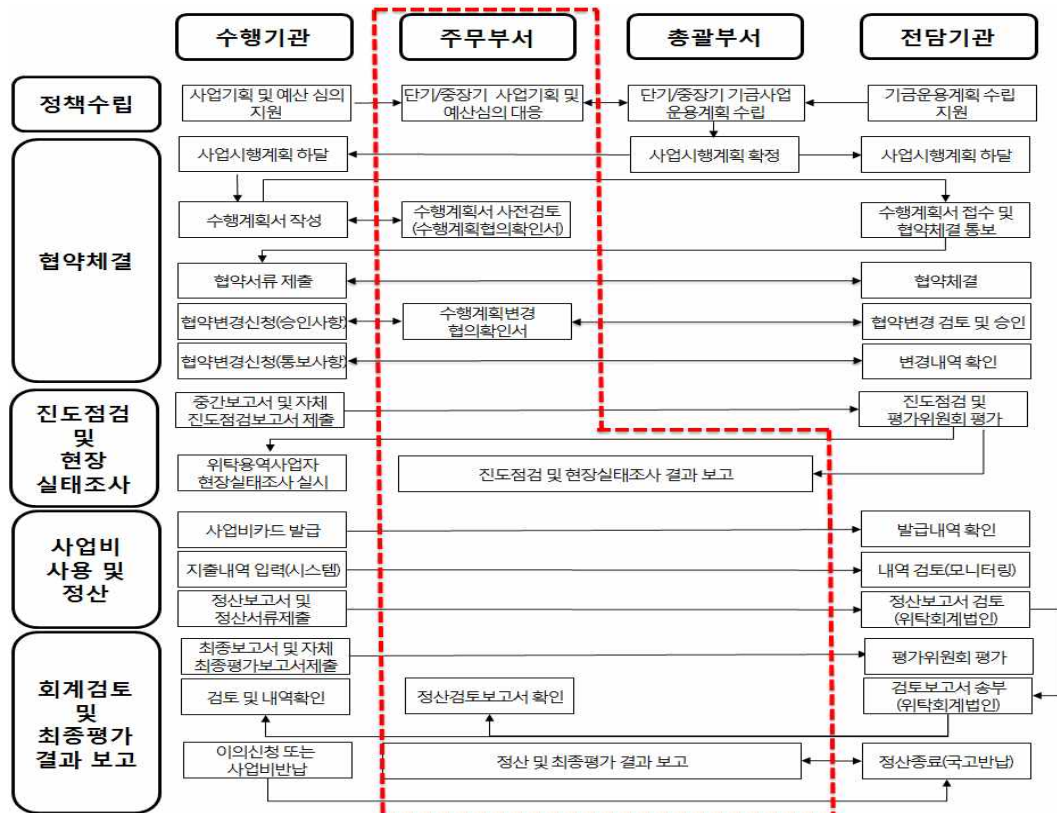 수행기관
주무부서
총괄부서
전담기관
정책수립
사업기획 및 예산 심의
지원
단기/중장기 사업기획 및
예산심의 대응
단기/중장기 기금사업
운용계획 수립
기금운용계획 수립
지원
협약체결
사업시행계획 하달
사업시행계획 확정
사업시행계획 하달
수행계획서 작성
수행계획서 사전검토
(수행계획협의확인서)
수행계획서 접수 및
협약체결 통보
협약서류 제출
협약체결
협약변경신청(승인사항)
수행계획변경
협의확인서
협약변경 검토 및 승인
협약변경신청(통보사항)
변경내역 확인
진도점검
및
현장
실태조사
중간보고서 및 자체
진도점검보고서 제출
진도점검 및
평가위원회 평가
위탁용역사업자
현장실태조사 실시
진도점검 및 현장실태조사 결과 보고
사업비
사용 및
정산
사업비카드 발급
발급내역 확인
지출내역 입력(시스템)
내역 검토(모니터링)
정산보고서 및
정산서류제출
정산보고서 검토
(위탁회계법인)
회계검토
및
최종평가
결과 보고
최종보고서 및 자체
최종평가보고서제출
평가위원회 평가
검토 및 내역확인
정산검토보고서 확인
검토보고서 송부
(위탁회계법인)
이의신청 또는
사업비반납
정산 및 최종평가 결과 보고
정산종료(국고반납)